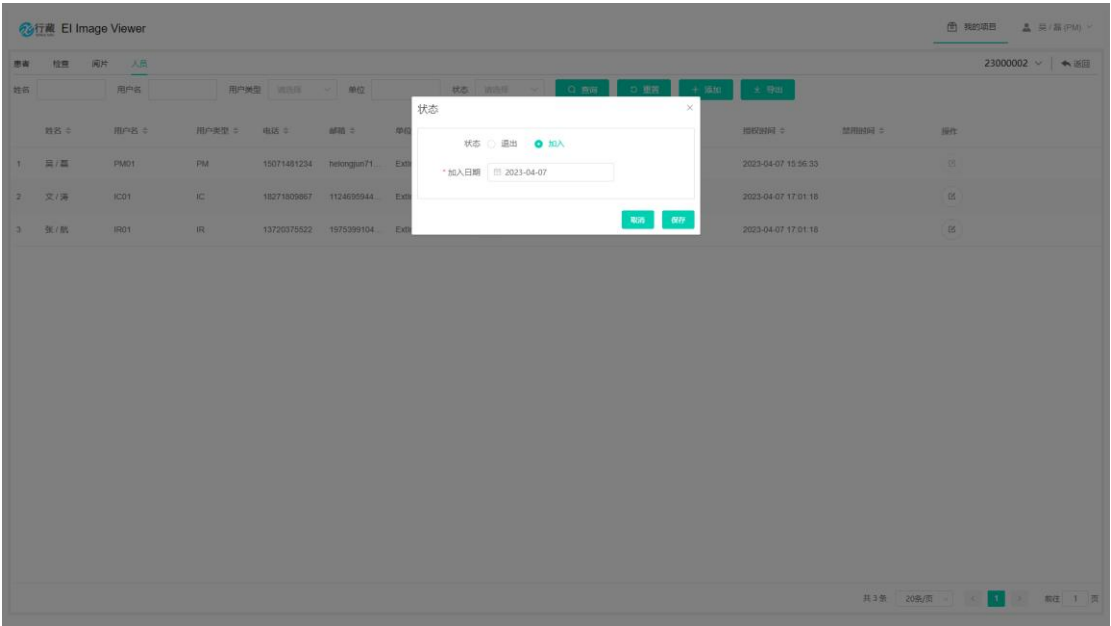 行藏 EI Image Viewer 我的项目 吴/磊 (PM)
患者 检查 阅片 人员 23000002 返回
姓名 用户名 用户类型 请选择 单位 状态 请选择 查询 重置 + 添加 导出
状态 ×
姓名 用户名 用户类型 电话 邮箱 单位 授权时间 禁用时间 操作
状态 退出 加入
1 吴/磊 PM01 PM 15071461234 helongjun71... 2023-04-07 15:56:33
* 加入日期 2023-04-07
2 文/涛 IC01 IC 18271609867 1124695944... 2023-04-07 17:01:18
取消 保存
3 张/凯 IR01 IR 13720375522 1975399104... 2023-04-07 17:01:18
共 3 条 20条/页 < 1 > 前往 1 页